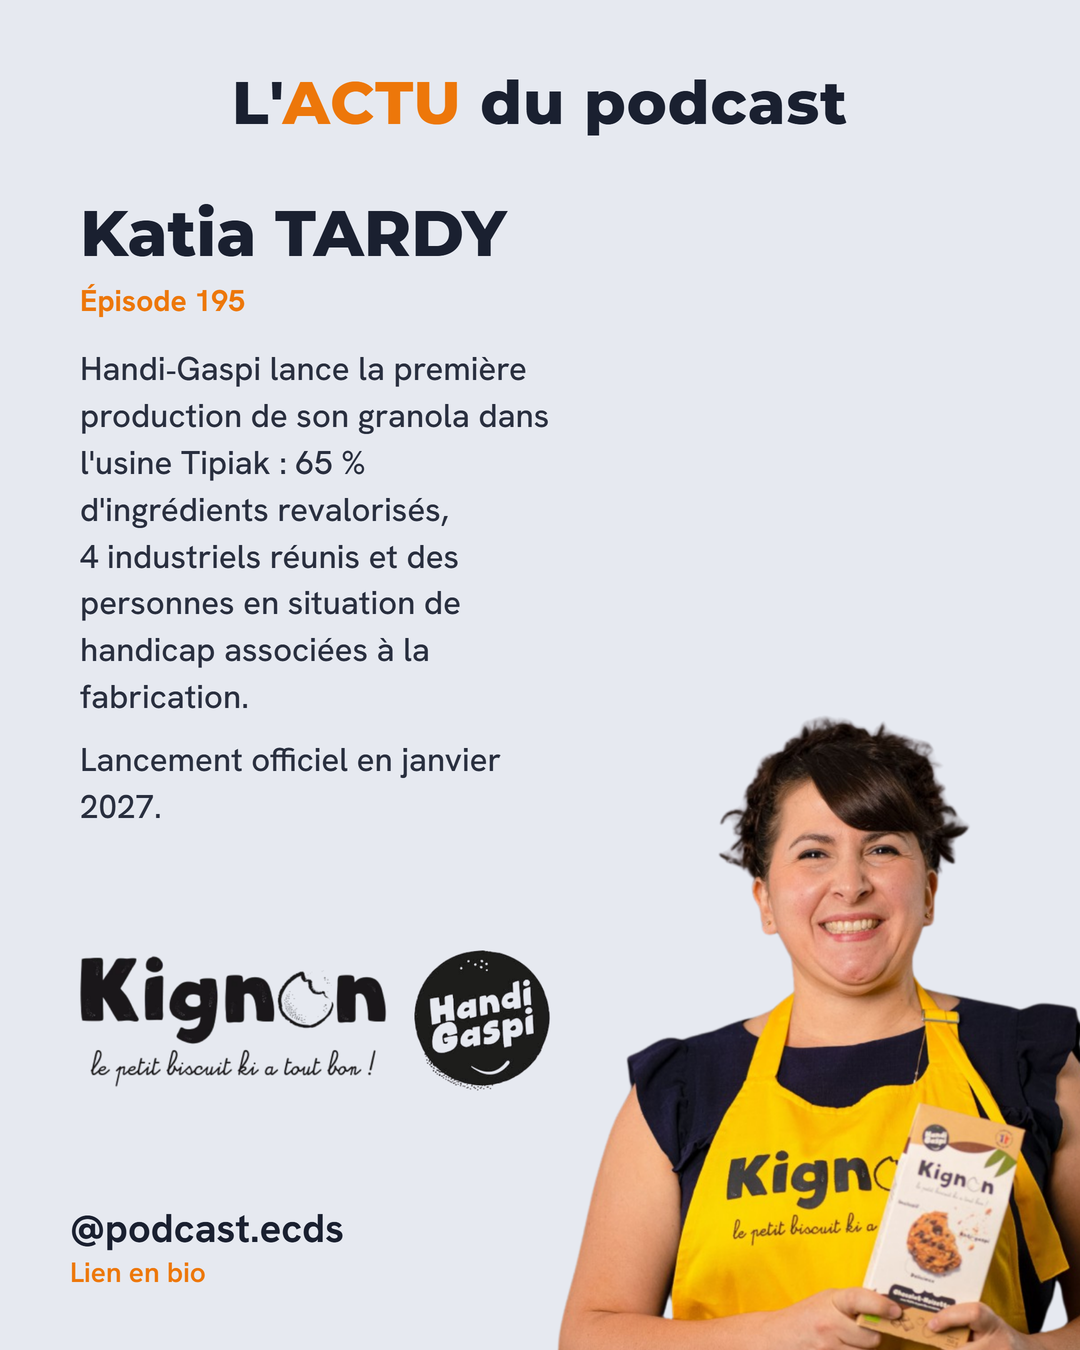 L'ACTU du podcast
Katia TARDY
Épisode 195
Handi-Gaspi lance la première
production de son granola dans
l'usine Tipiak : 65 %
d'ingrédients revalorisés,
4 industriels réunis et des
personnes en situation de
handicap associées à la
fabrication.
Lancement officiel en janvier
2027.
Kignon
le petit biscuit ki a tout bon !
Handi
Gaspi
Kign
le petit biscuit ki a
Handi
Gaspi
Kignon
@podcast.ecds
Lien en bio